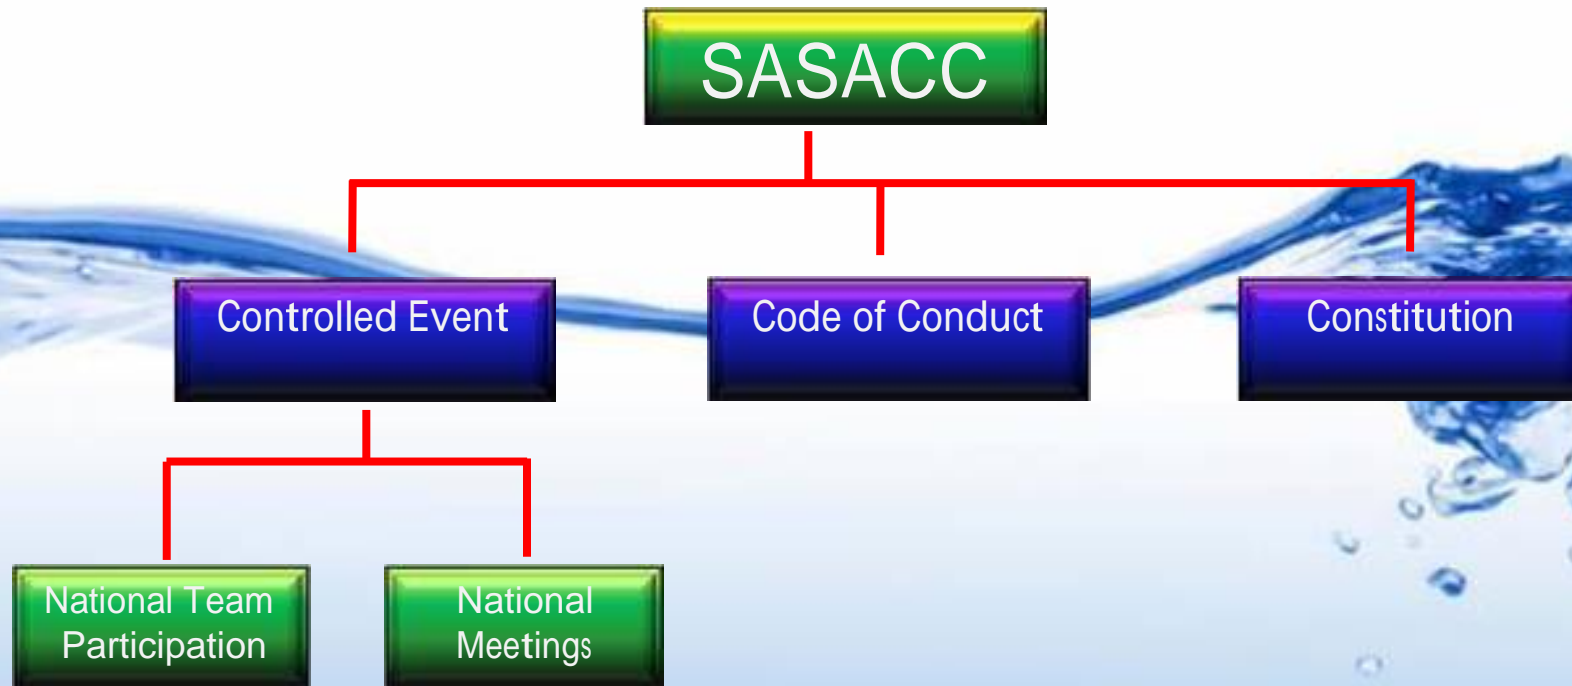 SASACC
Controlled Event
Code of Conduct
Constitution
National Team
Participation
National
Meetings